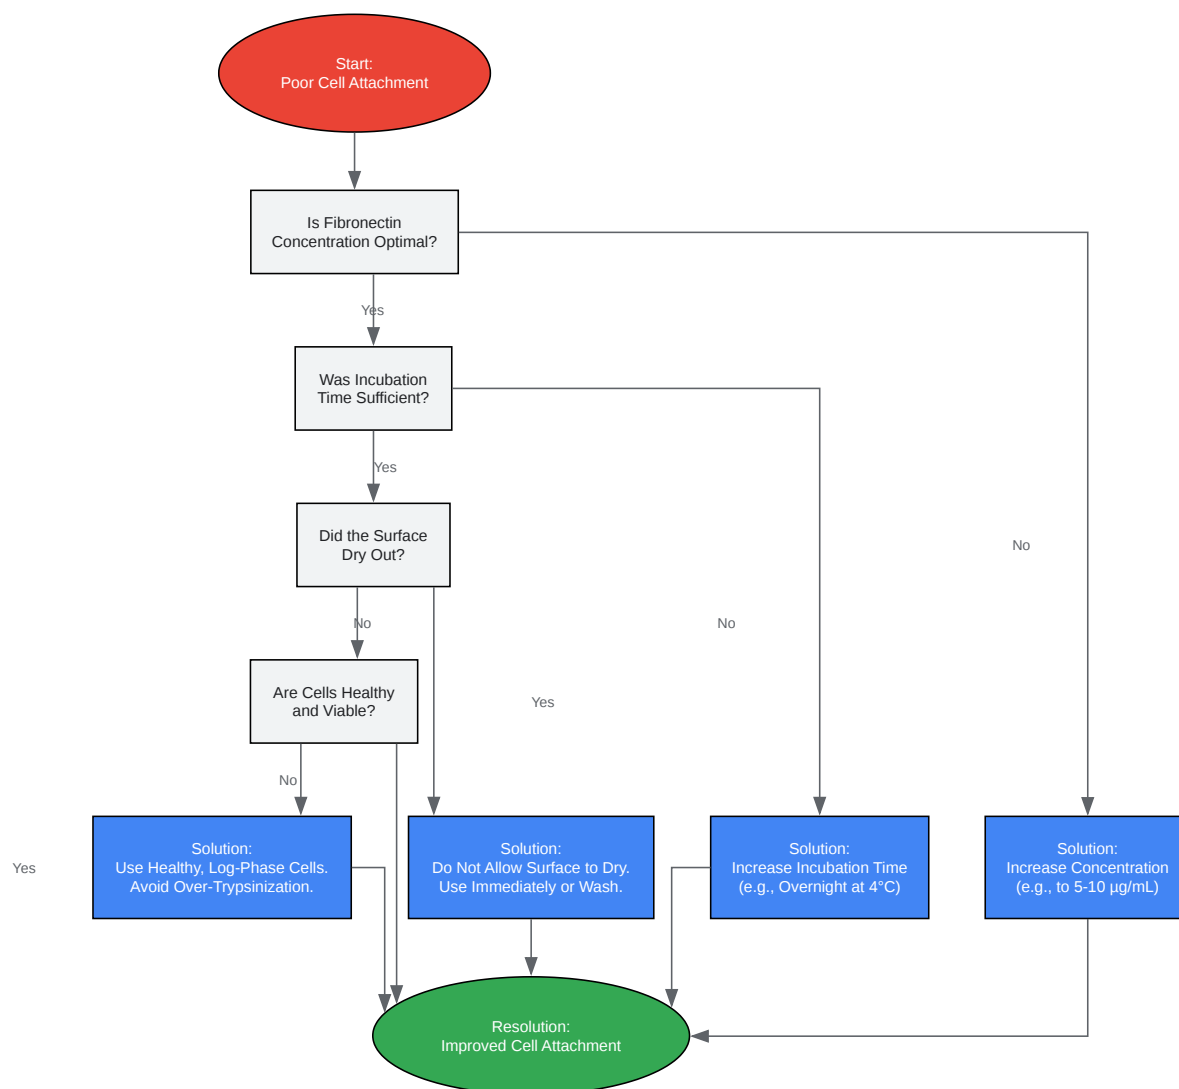 Start:
Poor Cell Attachment
Is Fibronectin
Concentration Optimal?
Yes
Was Incubation
Time Sufficient?
Yes
Did the Surface
Dry Out?
No
No
No
Are Cells Healthy
and Viable?
Yes
No
Yes
Solution:
Use Healthy, Log-Phase Cells.
Avoid Over-Trypsinization.
Solution:
Do Not Allow Surface to Dry.
Use Immediately or Wash.
Solution:
Increase Incubation Time
(e.g., Overnight at 4°C)
Solution:
Increase Concentration
(e.g., to 5-10 µg/mL)
Resolution:
Improved Cell Attachment